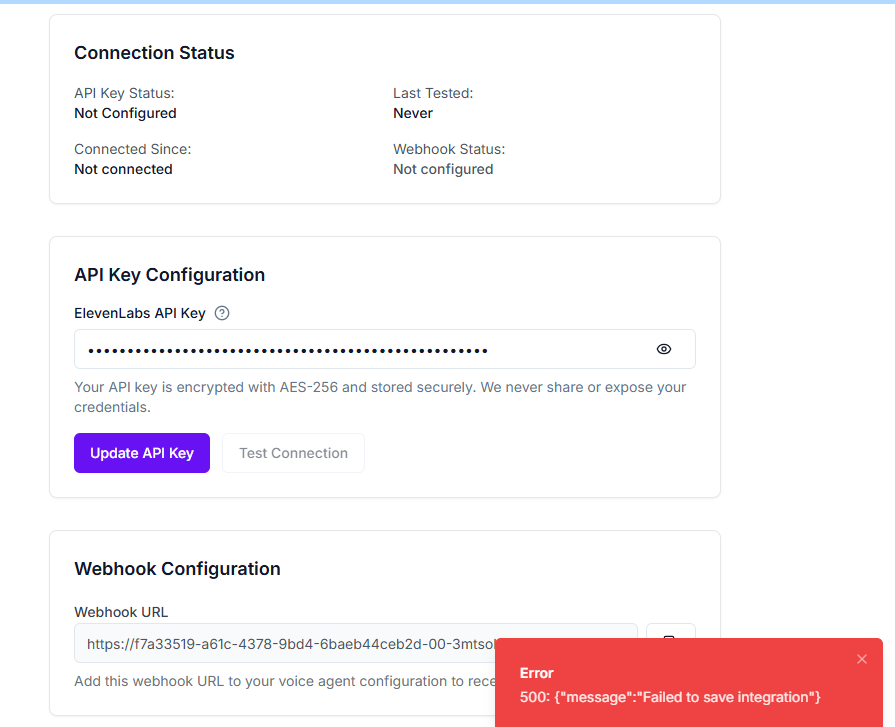 Connection Status
API Key Status:
Last Tested:
Not Configured
Never
Connected Since:
Webhook Status:
Not connected
Not configured
API Key Configuration
ElevenLabs API Key
Your API key is encrypted with AES-256 and stored securely. We never share or expose your
credentials.
Update API Key
Test Connection
Webhook Configuration
Webhook URL
https://f7a33519-a61c-4378-9bd4-6baeb44ceb2d-00-3mtso
Add this webhook URL to your voice agent configuration to rece
Error
500: {"message":"Failed to save integration"}